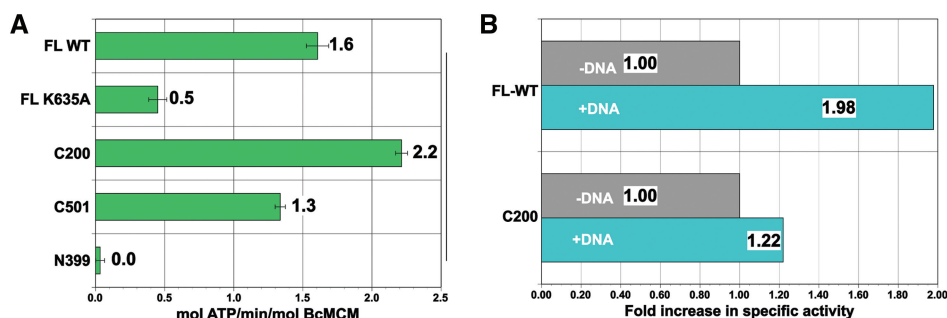 A
FL WT
1.6
FL K635A
0.5
C200
2.2
C501
1.3
N399
0.0
0.0 0.5 1.0 1.5 2.0 2.5
mol ATP/min/mol BcMCM
B
-DNA 1.00
FL-WT
+DNA 1.98
-DNA 1.00
C200
+DNA 1.22
0.00 0.20 0.40 0.60 0.80 1.00 1.20 1.40 1.60 1.80 2.00
Fold increase in specific activity